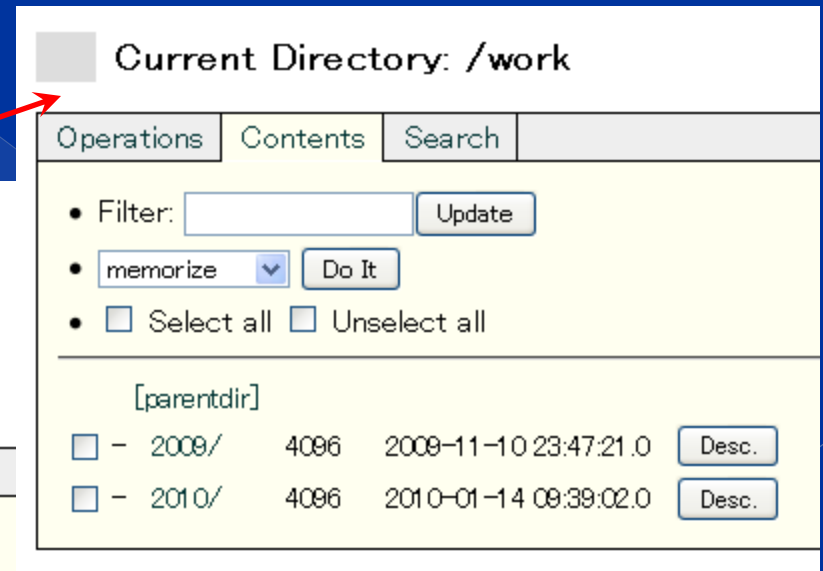 Current Directory: /work
Operations Contents Search
• Filter: Update
• memorize Do It
• Select all Unselect all
[parentdir]
- 2009/ 4096 2009-11-10 23:47:21.0 Desc.
- 2010/ 4096 2010-01-14 09:39:02.0 Desc.